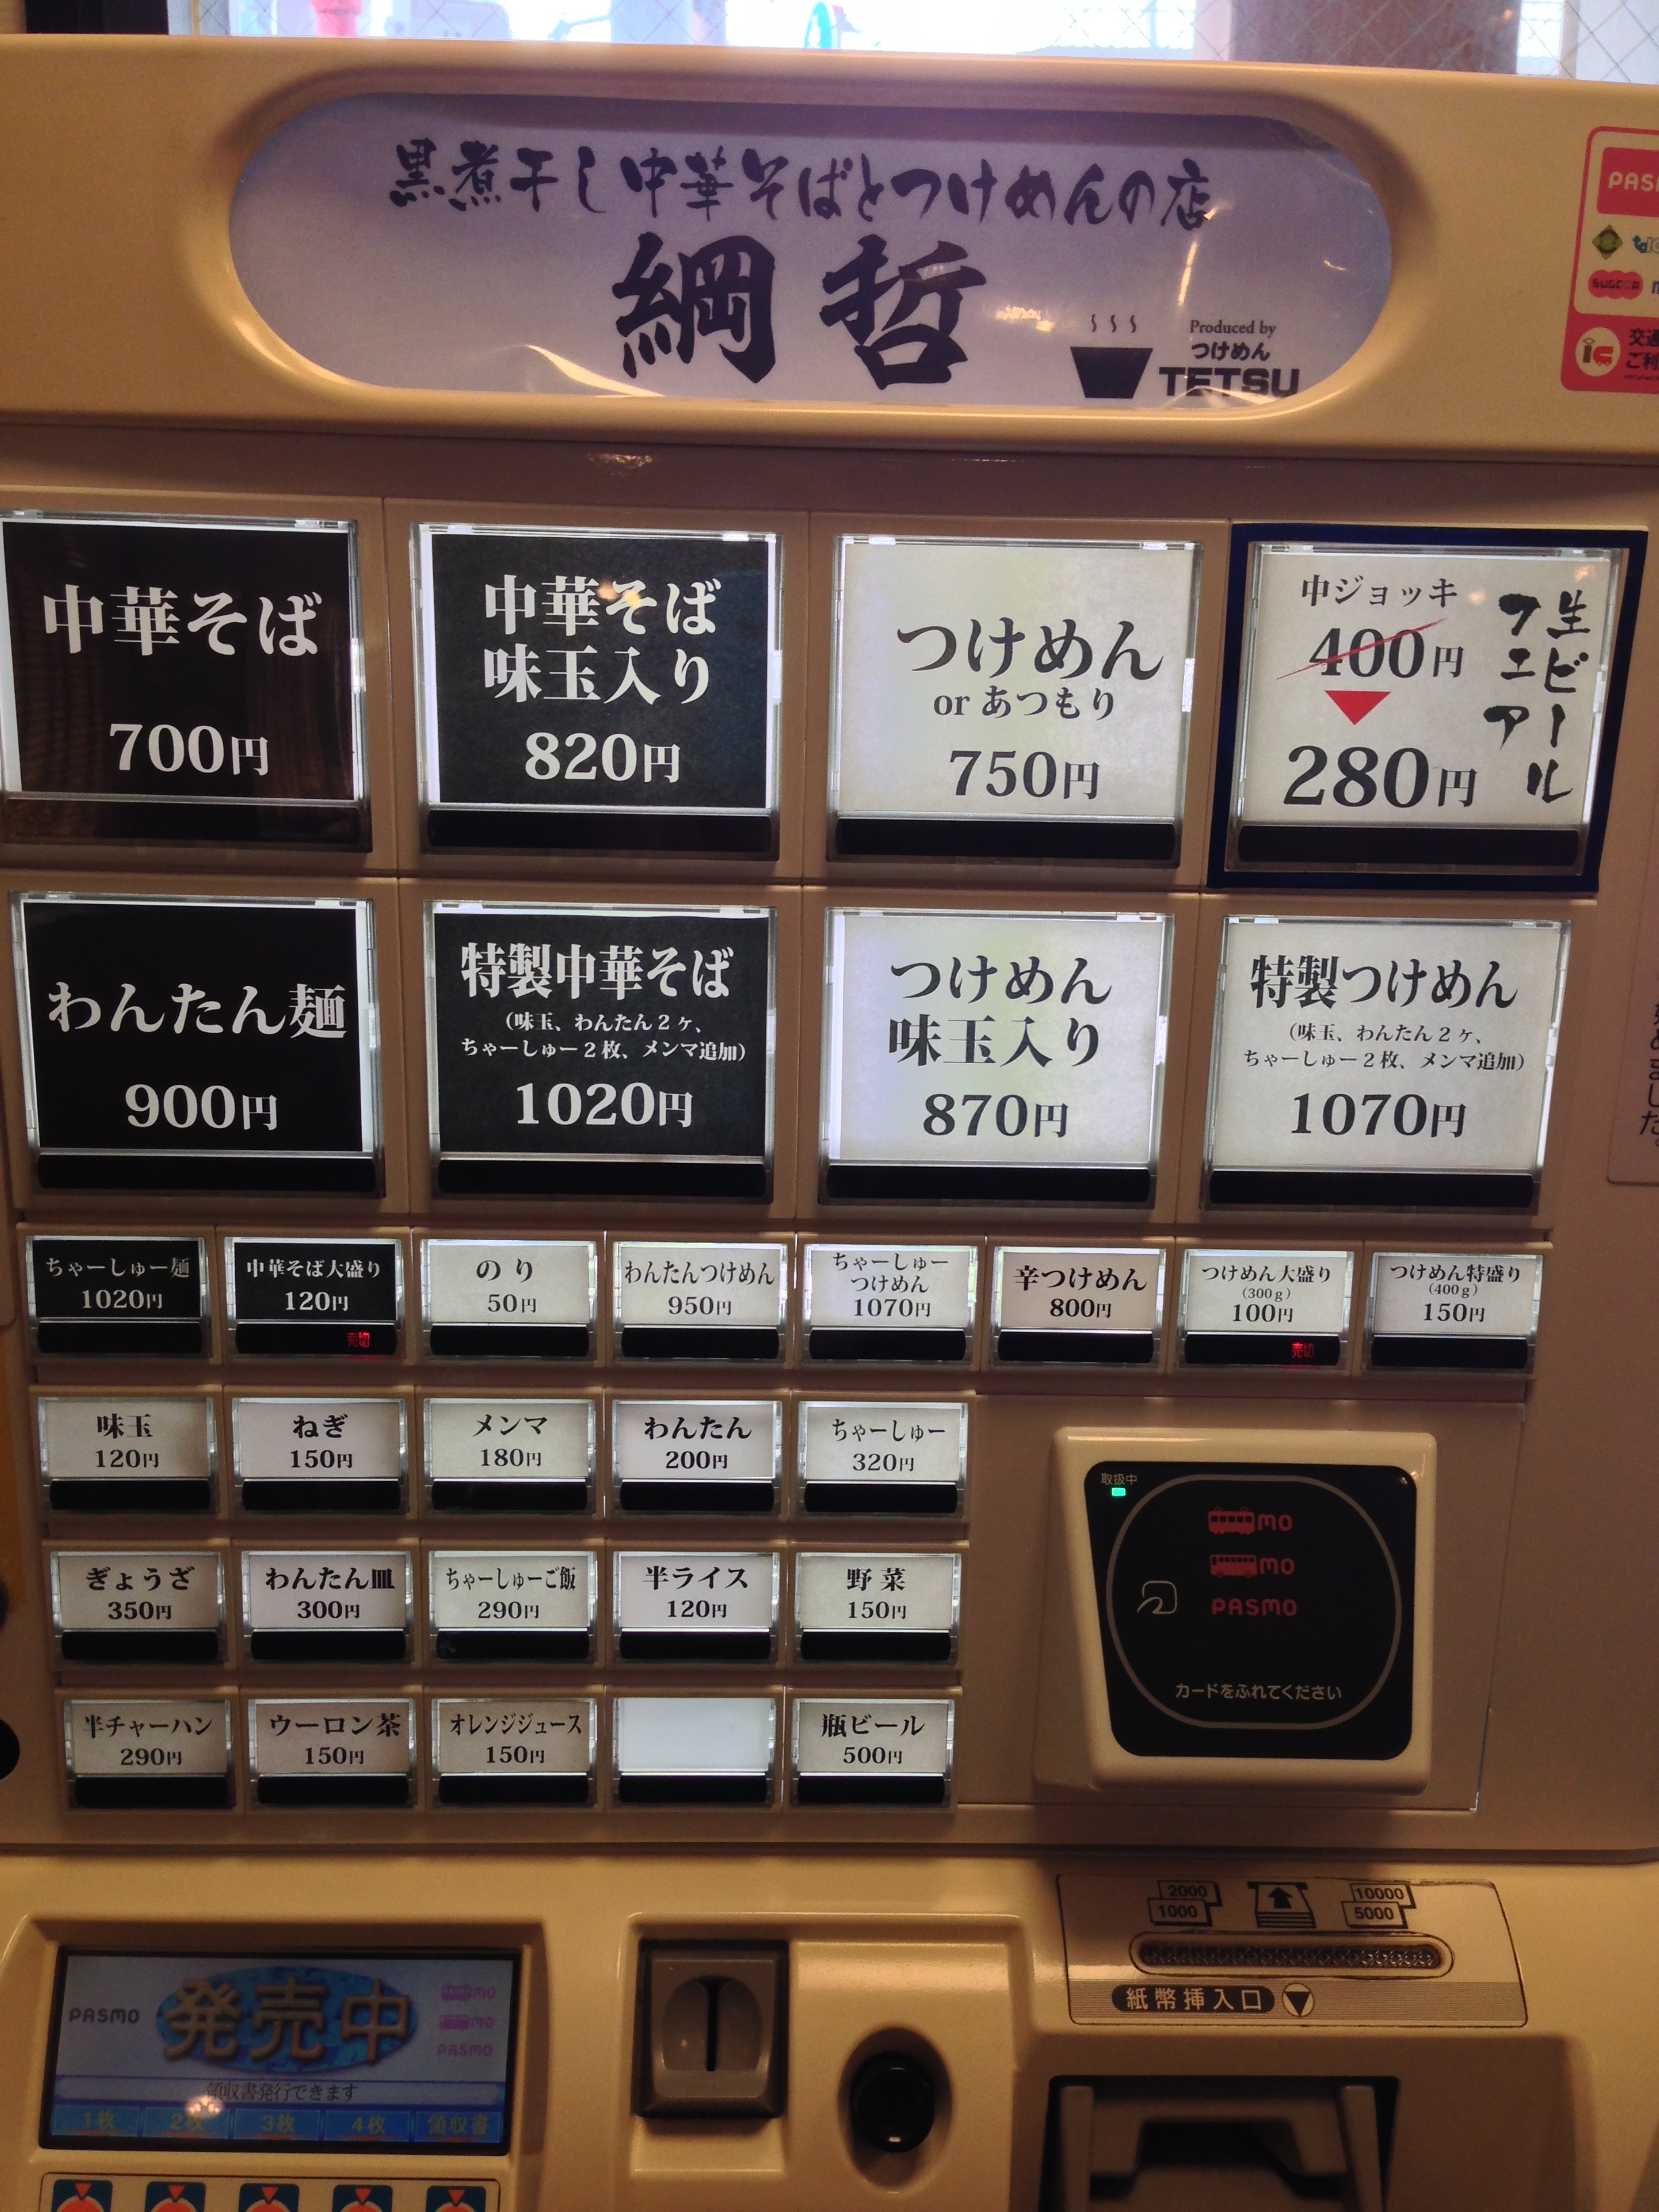 黒煮干し中華そばとつけめんの店
綱哲
Produced by
つけめん
TETSU
PAS
交通
ご利
中華そば
700円
中華そば
味玉入り
820円
つけめん
or あつもり
750円
中ジョッキ
400円
280円
生ビール
フェアー
わんたん麺
900円
特製中華そば
(味玉、わんたん2ヶ、
ちゃーしゅー2枚、メンマ追加)
1020円
つけめん
味玉入り
870円
特製つけめん
(味玉、わんたん2ヶ、
ちゃーしゅー2枚、メンマ追加)
1070円
ちゃーしゅー麺
1020円
中華そば大盛り
120円
売切
のり
50円
わんたんつけめん
950円
ちゃーしゅー
つけめん
1070円
辛つけめん
800円
つけめん大盛り
(300g)
100円
売切
つけめん特盛り
(400g)
150円
味玉
120円
ねぎ
150円
メンマ
180円
わんたん
200円
ちゃーしゅー
320円
ぎょうざ
350円
わんたん皿
300円
ちゃーしゅーご飯
290円
半ライス
120円
野菜
150円
半チャーハン
290円
ウーロン茶
150円
オレンジジュース
150円
瓶ビール
500円
取扱中
mo
mo
PASMO
カードをふれてください
2000
1000
10000
5000
紙幣挿入口
PASMO
発売中
mo
mo
PASMO
領収書発行できます
1枚 2枚 3枚 4枚 領収書